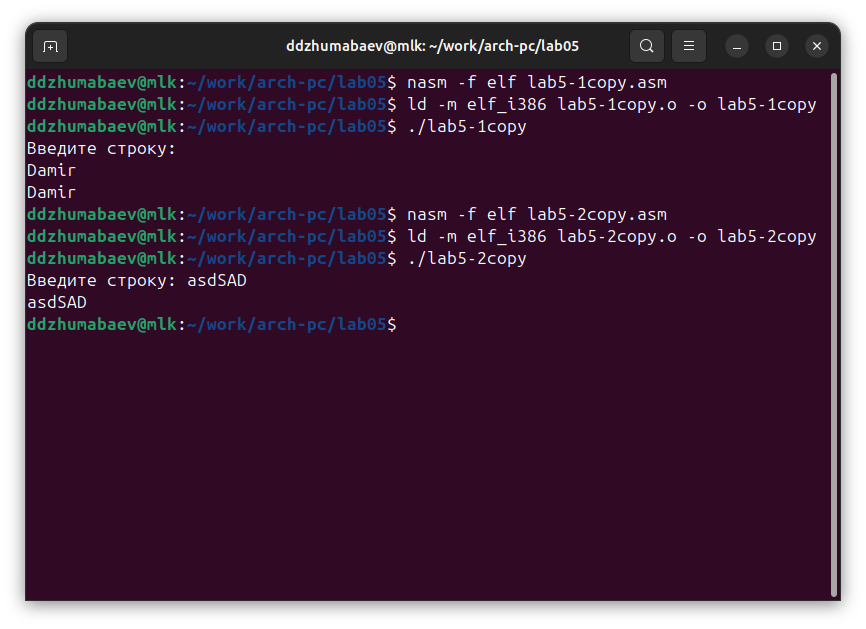 ddzhumabaev@mlk: ~/work/arch-pc/lab05
ddzhumabaev@mlk:~/work/arch-pc/lab05$ nasm -f elf lab5-1copy.asm
ddzhumabaev@mlk:~/work/arch-pc/lab05$ ld -m elf_i386 lab5-1copy.o -o lab5-1copy
ddzhumabaev@mlk:~/work/arch-pc/lab05$ ./lab5-1copy
Введите строку:
Damir
Damir
ddzhumabaev@mlk:~/work/arch-pc/lab05$ nasm -f elf lab5-2copy.asm
ddzhumabaev@mlk:~/work/arch-pc/lab05$ ld -m elf_i386 lab5-2copy.o -o lab5-2copy
ddzhumabaev@mlk:~/work/arch-pc/lab05$ ./lab5-2copy
Введите строку: asdSAD
asdSAD
ddzhumabaev@mlk:~/work/arch-pc/lab05$